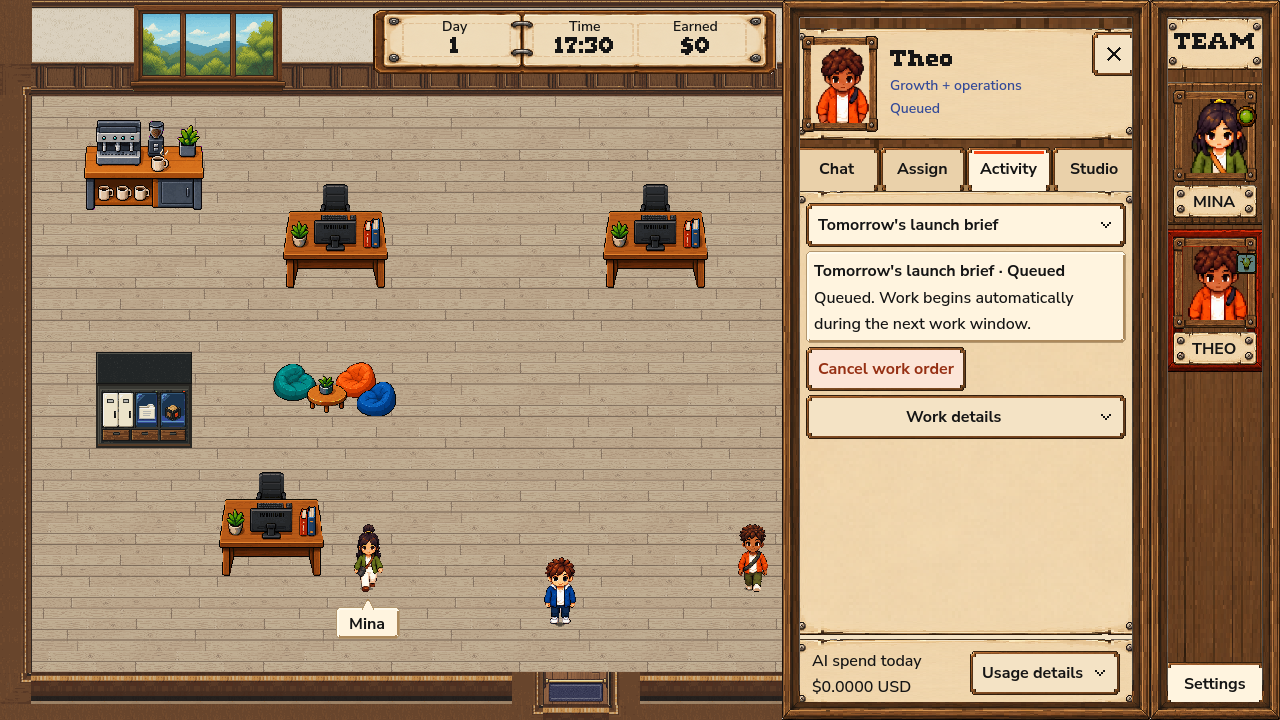 Day
1
Time
17:30
Earned
$0
Theo
Growth + operations
Queued
Chat
Assign
Activity
Studio
Tomorrow's launch brief
Tomorrow's launch brief · Queued
Queued. Work begins automatically
during the next work window.
Cancel work order
Work details
AI spend today
$0.0000 USD
Usage details
TEAM
MINA
THEO
Settings
Mina